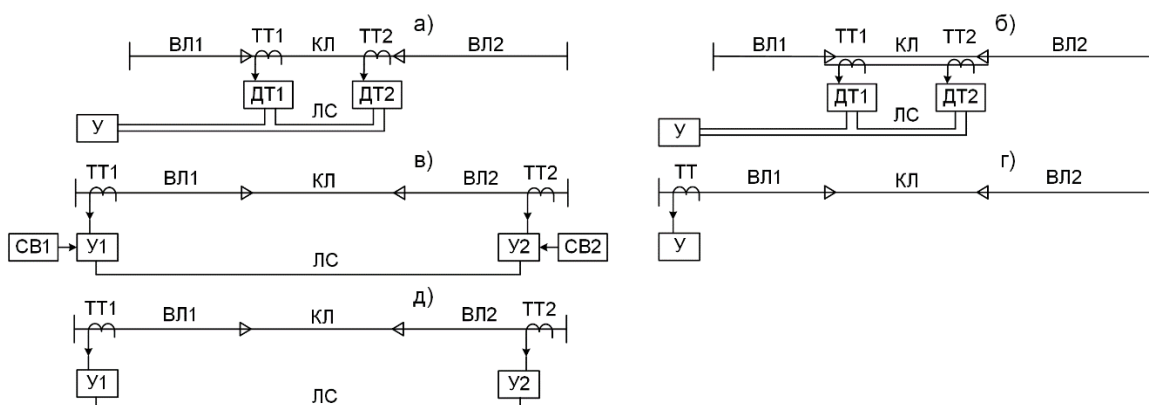 а)
ВЛ1 ТТ1 КЛ ТТ2 ВЛ2
ДТ1 ДТ2
У ЛС
б)
ВЛ1 ТТ1 КЛ ТТ2 ВЛ2
ДТ1 ДТ2
У ЛС
в)
ТТ1 ВЛ1 КЛ ВЛ2 ТТ2
СВ1 У1 У2 СВ2
ЛС
г)
ТТ ВЛ1 КЛ ВЛ2
У
д)
ТТ1 ВЛ1 КЛ ВЛ2 ТТ2
У1 У2
ЛС